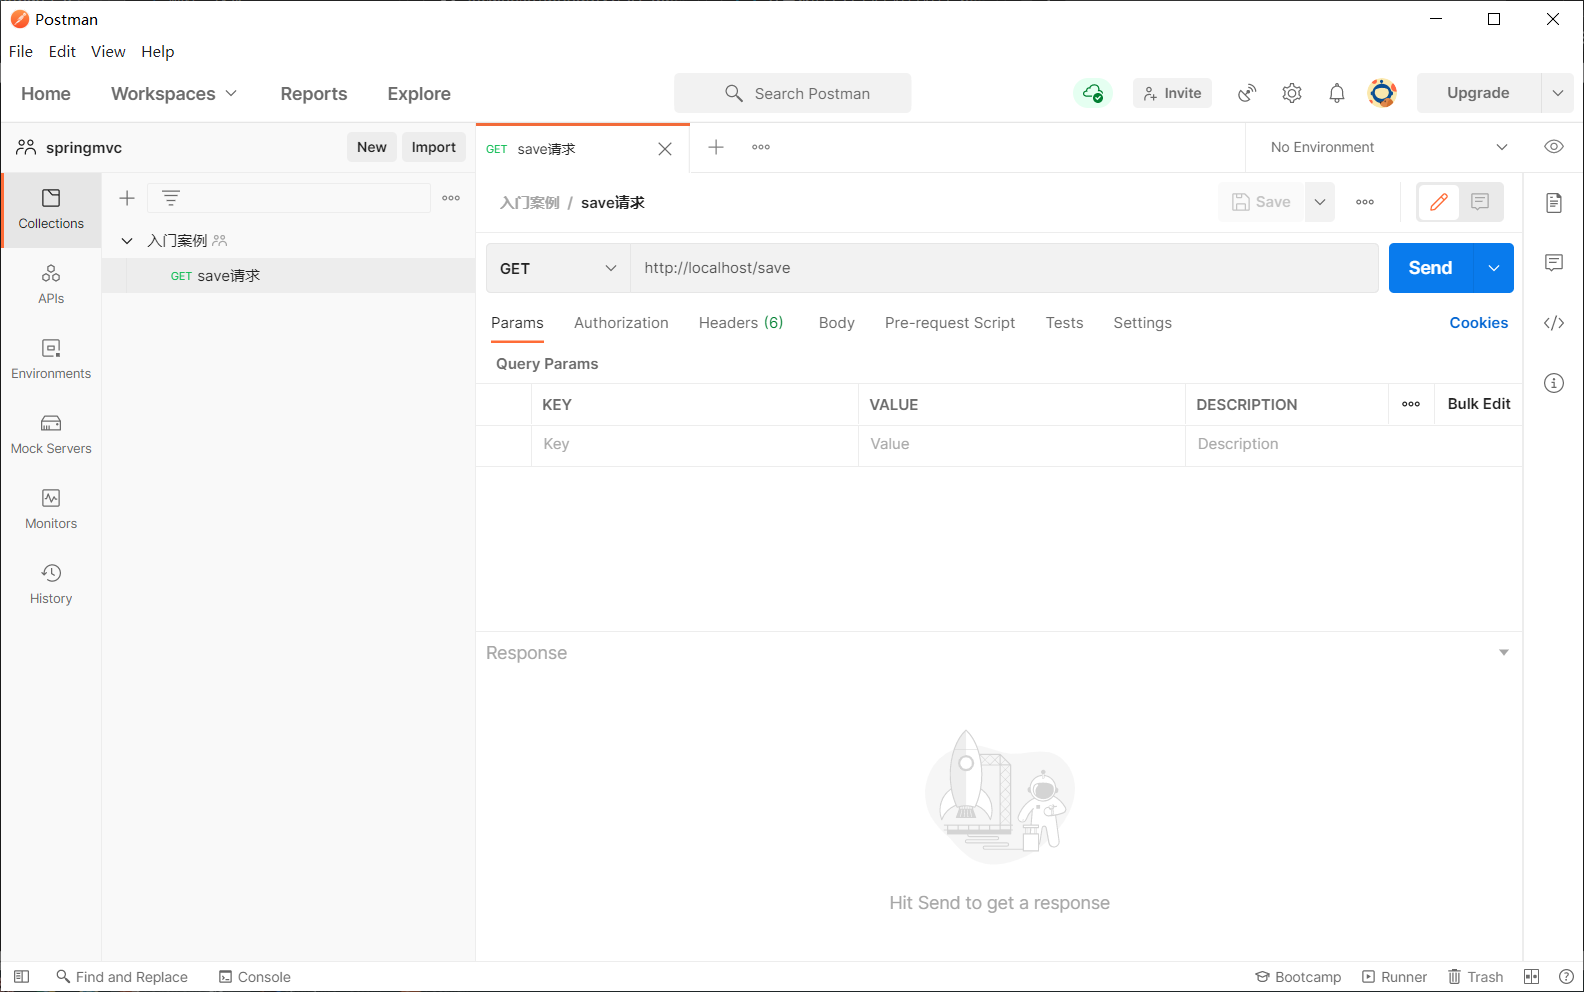 Postman
File Edit View Help
Home Workspaces Reports Explore Search Postman Invite Upgrade
springmvc New Import GET save请求 No Environment
Collections
入门案例 / save请求 Save
入门案例
GET save请求
GET http://localhost/save Send
APIs
Params Authorization Headers (6) Body Pre-request Script Tests Settings Cookies
Environments
Query Params
KEY VALUE DESCRIPTION Bulk Edit
Key Value Description
Mock Servers
Monitors
History
Response
Hit Send to get a response
Find and Replace Console Bootcamp Runner Trash